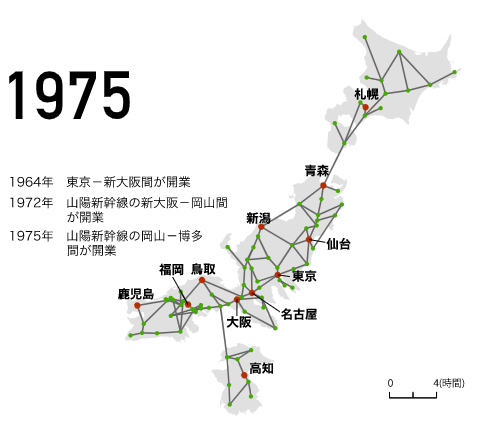 1975
1964年 東京－新大阪間が開業
1972年 山陽新幹線の新大阪－岡山間
が開業
1975年 山陽新幹線の岡山－博多
間が開業
札幌
青森
新潟
仙台
東京
福岡 鳥取
鹿児島
名古屋
大阪
高知
0 4(時間)